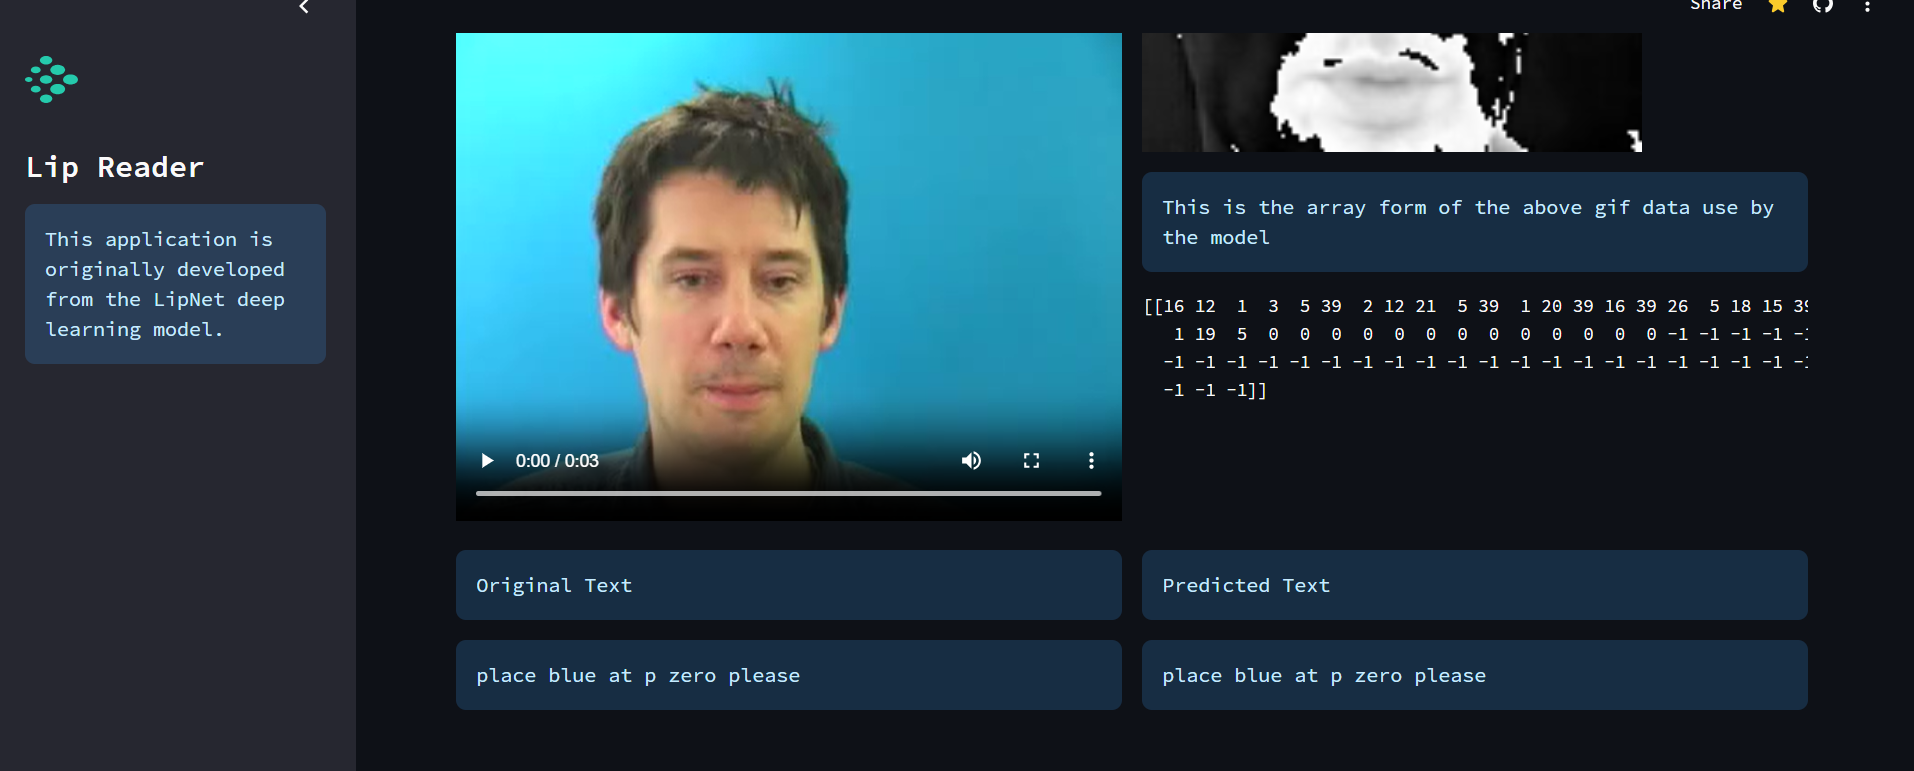 Share
Lip Reader
This application is
originally developed
from the LipNet deep
learning model.
0:00 / 0:03
This is the array form of the above gif data use by
the model
[[16 12 1 3 5 39 2 12 21 5 39 1 20 39 16 39 26 5 18 15 39
1 19 5 0 0 0 0 0 0 0 0 0 0 0 0 0 -1 -1 -1 -1 -1
-1 -1 -1 -1 -1 -1 -1 -1 -1 -1 -1 -1 -1 -1 -1 -1 -1 -1 -1 -1 -1
-1 -1 -1]]
Original Text
Predicted Text
place blue at p zero please
place blue at p zero please